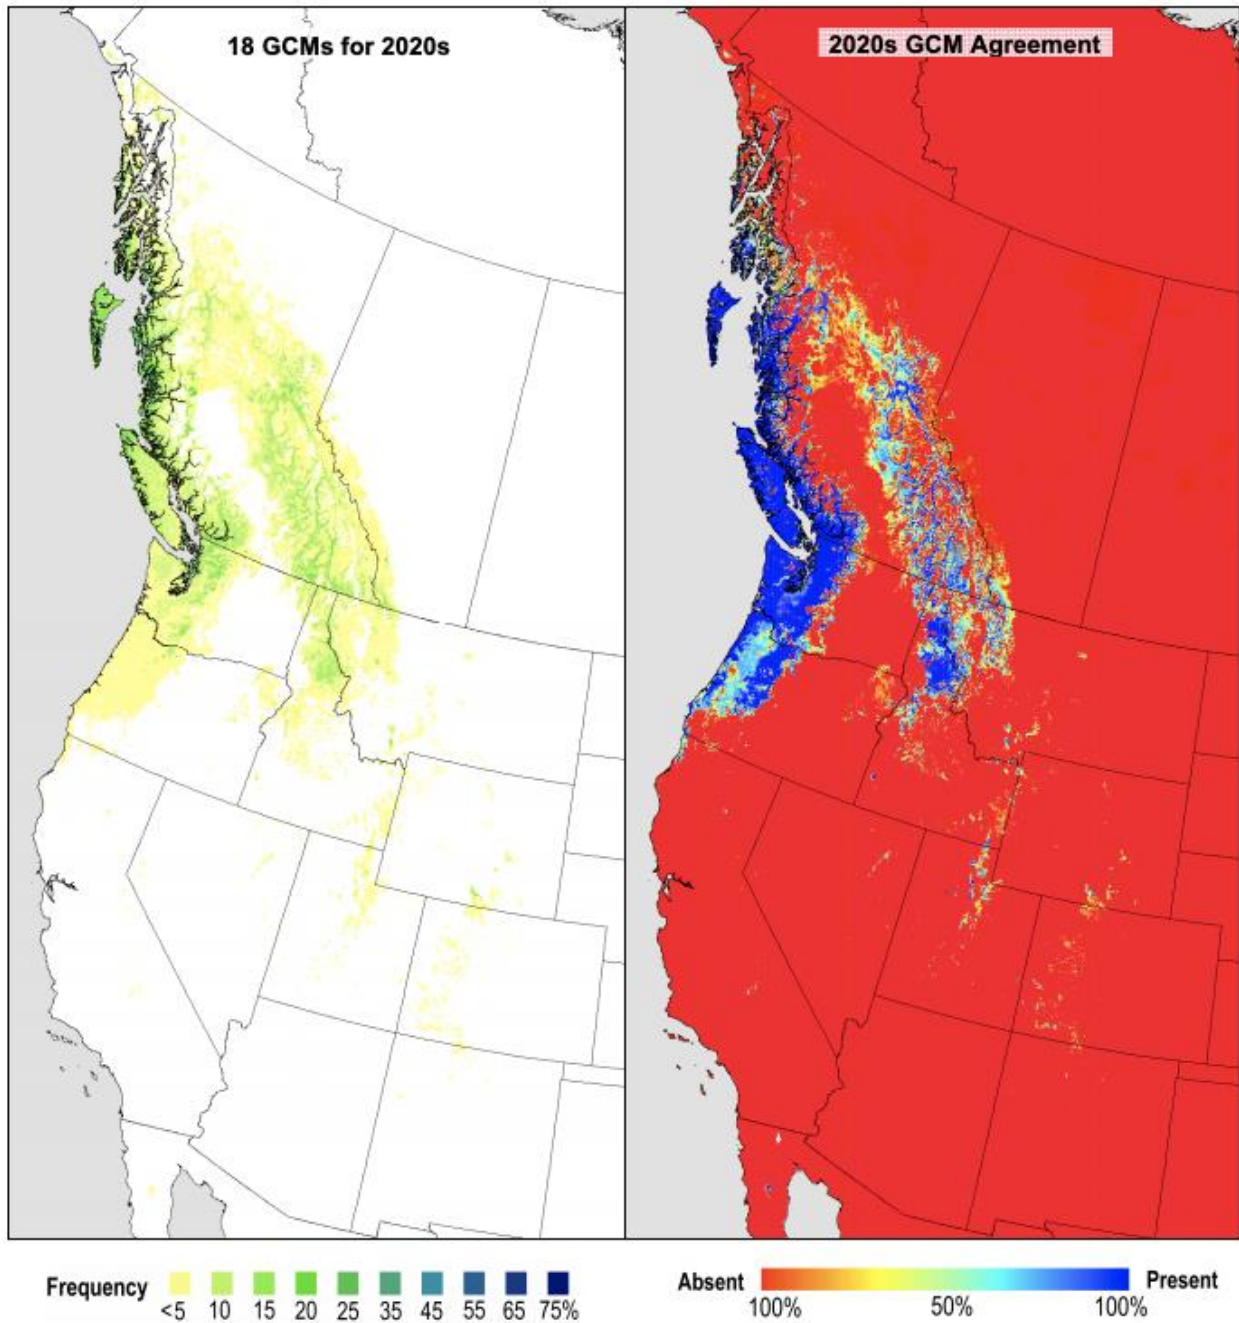 18 GCMs for 2020s
2020s GCM Agreement
Frequency
<5 10 15 20 25 35 45 55 65 75%
Absent Present
100% 50% 100%